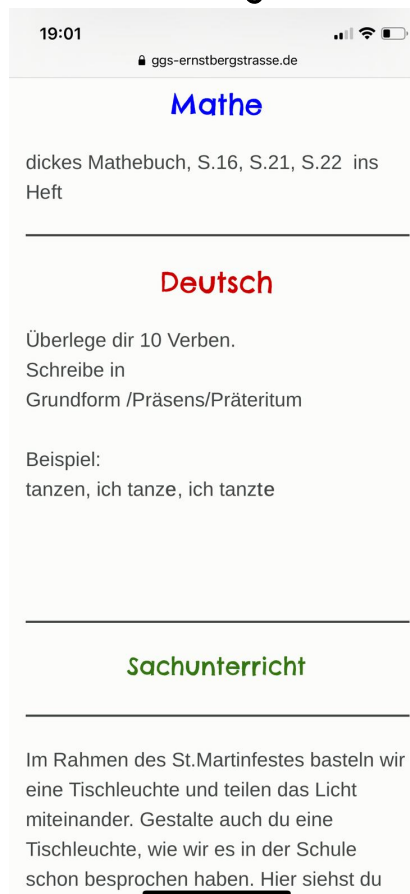 19:01
ggs-ernstbergstrasse.de
Mathe
dickes Mathebuch, S.16, S.21, S.22 ins
Heft
Deutsch
Überlege dir 10 Verben.
Schreibe in
Grundform /Präsens/Präteritum
Beispiel:
tanzen, ich tanze, ich tanzte
Sachunterricht
Im Rahmen des St.Martinfestes basteln wir
eine Tischleuchte und teilen das Licht
miteinander. Gestalte auch du eine
Tischleuchte, wie wir es in der Schule
schon besprochen haben. Hier siehst du